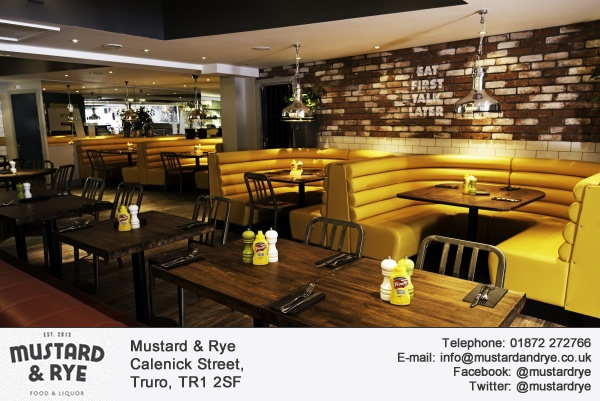 EAT
FIRST
TALK
LATER
French's
EST. 2013
MUSTARD
& RYE
FOOD & LIQUOR
Mustard & Rye
Calenick Street,
Truro, TR1 2SF
Telephone: 01872 272766
E-mail: info@mustardandrye.co.uk
Facebook: @mustardrye
Twitter: @mustardrye